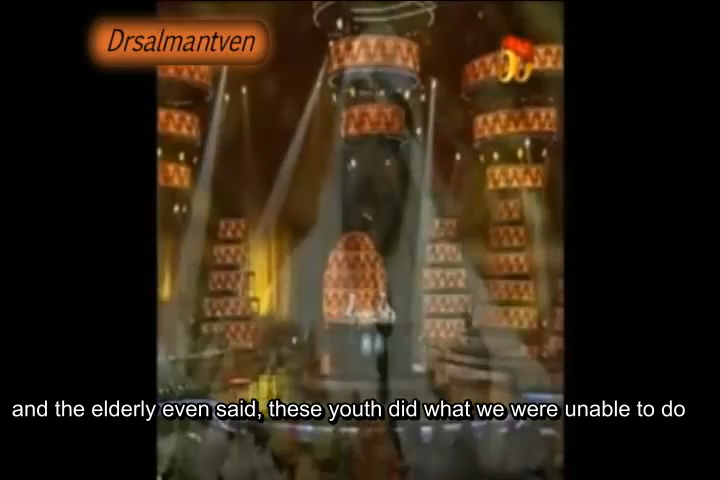 Drsalmantven
and the elderly even said, these youth did what we were unable to do